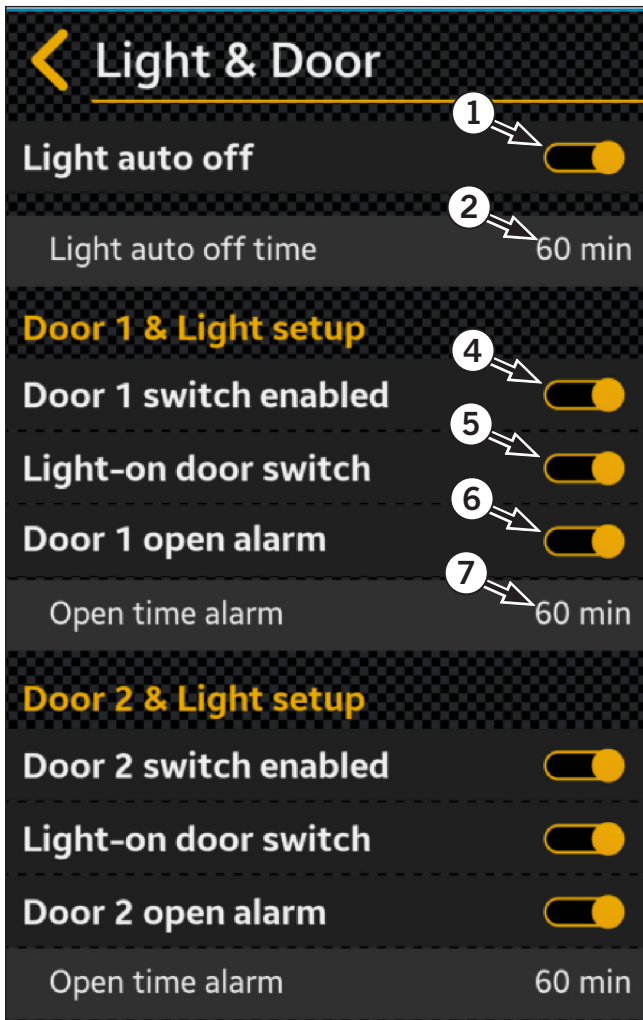 Light & Door
1
Light auto off
2
Light auto off time 60 min
Door 1 & Light setup
4
Door 1 switch enabled
5
Light-on door switch
6
Door 1 open alarm
7
Open time alarm 60 min
Door 2 & Light setup
Door 2 switch enabled
Light-on door switch
Door 2 open alarm
Open time alarm 60 min